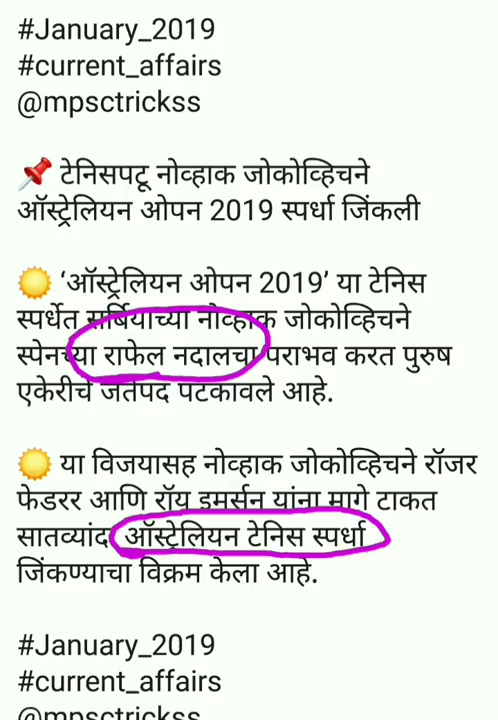 #January_2019
#current_affairs
@mpsctrickss
टेनिसपटू नोव्हाक जोकोव्हिचने
ऑस्ट्रेलियन ओपन 2019 स्पर्धा जिंकली
‘ऑस्ट्रेलियन ओपन 2019’ या टेनिस
स्पर्धेत सर्बियाच्या नोव्हाक जोकोव्हिचने
स्पेनच्या राफेल नदालचा पराभव करत पुरुष
एकेरीचे जेतेपद पटकावले आहे.
या विजयासह नोव्हाक जोकोव्हिचने रॉजर
फेडरर आणि रॉय इमर्सन यांना मागे टाकत
सातव्यांदा ऑस्ट्रेलियन टेनिस स्पर्धा
जिंकण्याचा विक्रम केला आहे.
#January_2019
#current_affairs
@mpsctrickss